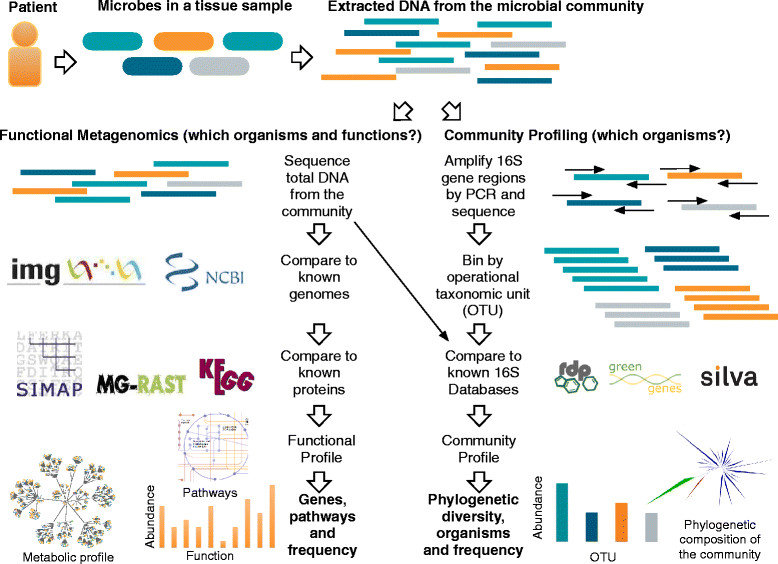 Patient
Microbes in a tissue sample
Extracted DNA from the microbial community
Functional Metagenomics (which organisms and functions?)
Community Profiling (which organisms?)
Sequence
total DNA
from the
community
Amplify 16S
gene regions
by PCR and
sequence
img
NCBI
Compare to
known
genomes
Bin by
operational
taxonomic unit
(OTU)
SIMAP
MG-RAST
KEGG
Compare to
known
proteins
Compare to
known 16S
Databases
rdp
green
genes
silva
Functional
Profile
Community
Profile
Pathways
Metabolic profile
Abundance
Function
Genes,
pathways
and
frequency
Phylogenetic
diversity,
organisms
and frequency
Abundance
OTU
Phylogenetic
composition of
the community